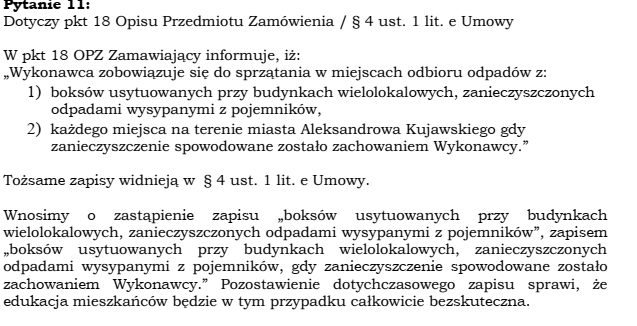 Pytanie 11:
Dotyczy pkt 18 Opisu Przedmiotu Zamówienia / § 4 ust. 1 lit. e Umowy
W pkt 18 OPZ Zamawiający informuje, iż:
„Wykonawca zobowiązuje się do sprzątania w miejscach odbioru odpadów z:
1) boksów usytuowanych przy budynkach wielolokalowych, zanieczyszczonych
odpadami wysypanymi z pojemników,
2) każdego miejsca na terenie miasta Aleksandrowa Kujawskiego gdy
zanieczyszczenie spowodowane zostało zachowaniem Wykonawcy.”
Tożsame zapisy widnieją w § 4 ust. 1 lit. e Umowy.
Wnosimy o zastąpienie zapisu „boksów usytuowanych przy budynkach
wielolokalowych, zanieczyszczonych odpadami wysypanymi z pojemników”, zapisem
„boksów usytuowanych przy budynkach wielolokalowych, zanieczyszczonych
odpadami wysypanymi z pojemników, gdy zanieczyszczenie spowodowane zostało
zachowaniem Wykonawcy.” Pozostawienie dotychczasowego zapisu sprawi, że
edukacja mieszkańców będzie w tym przypadku całkowicie bezskuteczna.